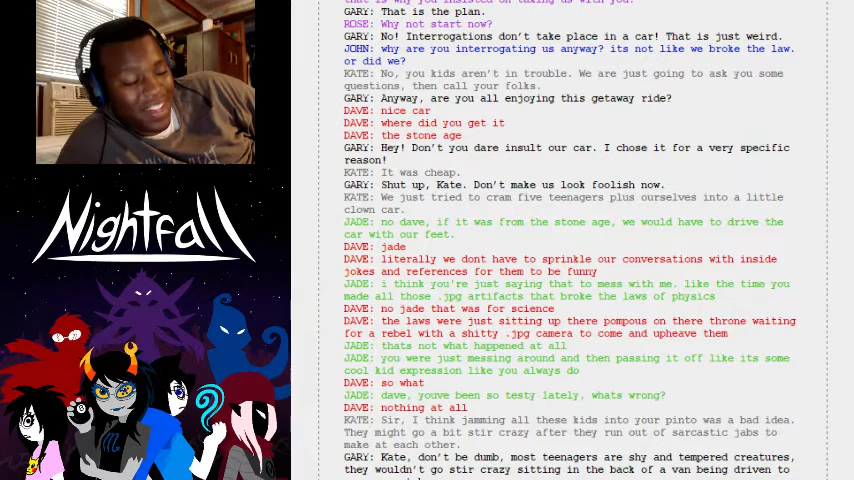 that is why you insisted on taking us with you.
GARY: That is the plan.
ROSE: Why not start now?
GARY: No! Interrogations don't take place in a car! That is just weird.
JOHN: why are you interrogating us anyway? its not like we broke the law.
or did we?
KATE: No, you kids aren't in trouble. We are just going to ask you some
questions, then call your folks.
GARY: Anyway, are you all enjoying this getaway ride?
DAVE: nice car
DAVE: where did you get it
DAVE: the stone age
GARY: Hey! Don't you dare insult our car. I chose it for a very specific
reason!
KATE: It was cheap.
GARY: Shut up, Kate. Don't make us look foolish now.
KATE: We just tried to cram five teenagers plus ourselves into a little
clown car.
JADE: no dave, if it was from the stone age, we would have to drive the
car with our feet.
DAVE: jade
DAVE: literally we dont have to sprinkle our conversations with inside
jokes and references for them to be funny
JADE: i think you're just saying that to mess with me. like the time you
made all those .jpg artifacts that broke the laws of physics
DAVE: no jade that was for science
DAVE: the laws were just sitting up there pompous on there throne waiting
for a rebel with a shitty .jpg camera to come and upheave them
JADE: thats not what happened at all
JADE: you were just messing around and then passing it off like its some
cool kid expression like you always do
DAVE: so what
JADE: dave, youve been so testy lately, whats wrong?
DAVE: nothing at all
KATE: Sir, I think jamming all these kids into your pinto was a bad idea.
They might go a bit stir crazy after they run out of sarcastic jabs to
make at each other.
GARY: Kate, don't be dumb, most teenagers are shy and tempered creatures,
they wouldn't go stir crazy sitting in the back of a van being driven to
Nightfall
8